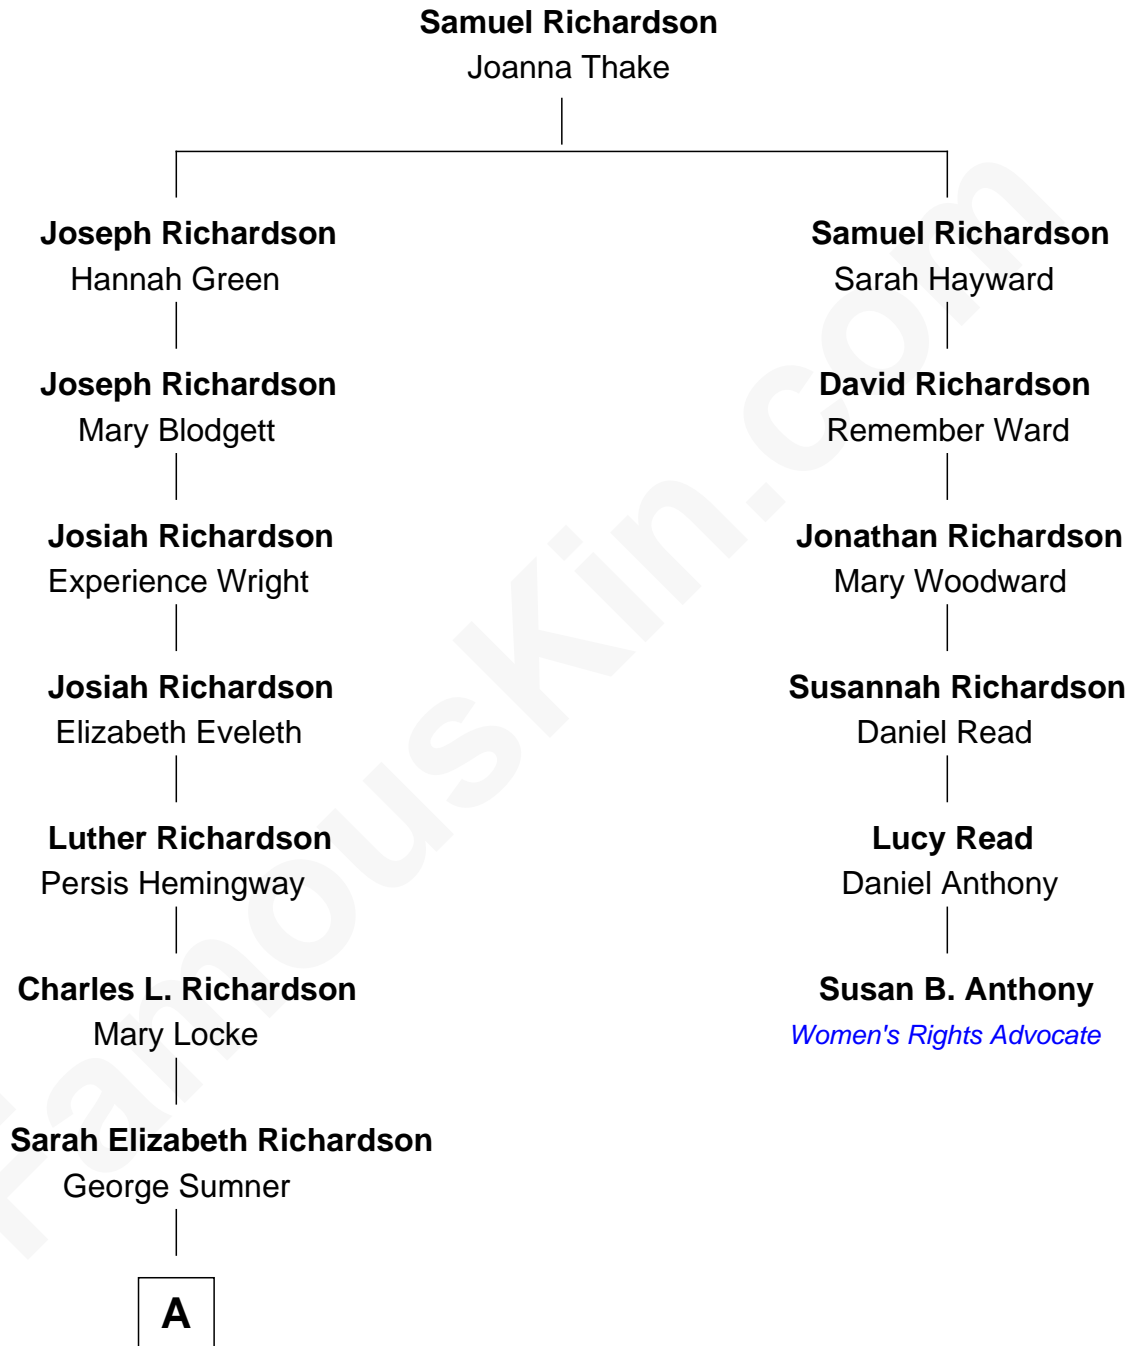 Samuel Richardson
Joanna Thake
Joseph Richardson
Hannah Green
Samuel Richardson
Sarah Hayward
Joseph Richardson
Mary Blodgett
David Richardson
Remember Ward
Josiah Richardson
Experience Wright
Jonathan Richardson
Mary Woodward
Josiah Richardson
Elizabeth Eveleth
Susannah Richardson
Daniel Read
Luther Richardson
Persis Hemingway
Lucy Read
Daniel Anthony
Charles L. Richardson
Mary Locke
Susan B. Anthony
Women's Rights Advocate
Sarah Elizabeth Richardson
George Sumner
A
FamousKin.com